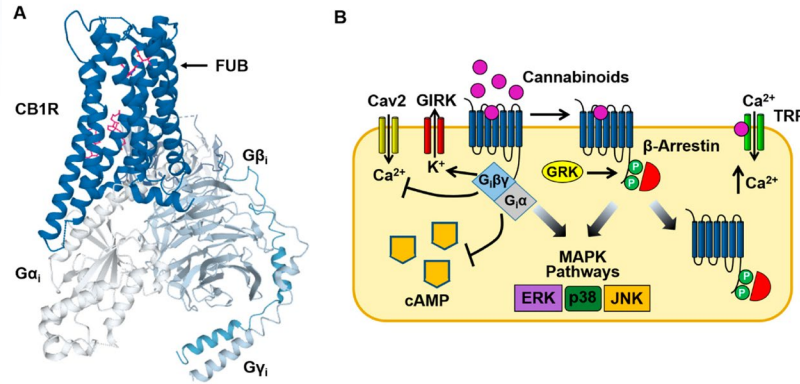 A
FUB
CB1R
Gβi
Gαi
Gγi
B
Cannabinoids
Cav2
GIRK
Ca2+
TRP
β-Arrestin
K+
Ca2+
GRK
P
P
Ca2+
Giβγ
Giα
cAMP
MAPK
Pathways
ERK
p38
JNK
P
P